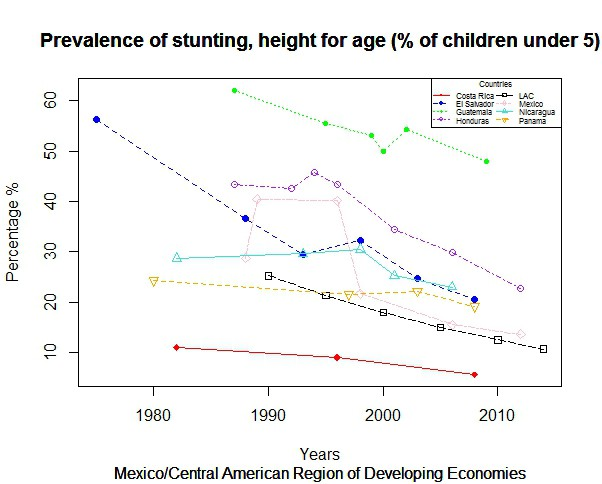 Prevalence of stunting, height for age (% of children under 5)
Countries
Costa Rica LAC
El Salvador Mexico
Guatemala Nicaragua
Honduras Panama
Percentage %
60
50
40
30
20
10
1980 1990 2000 2010
Years
Mexico/Central American Region of Developing Economies